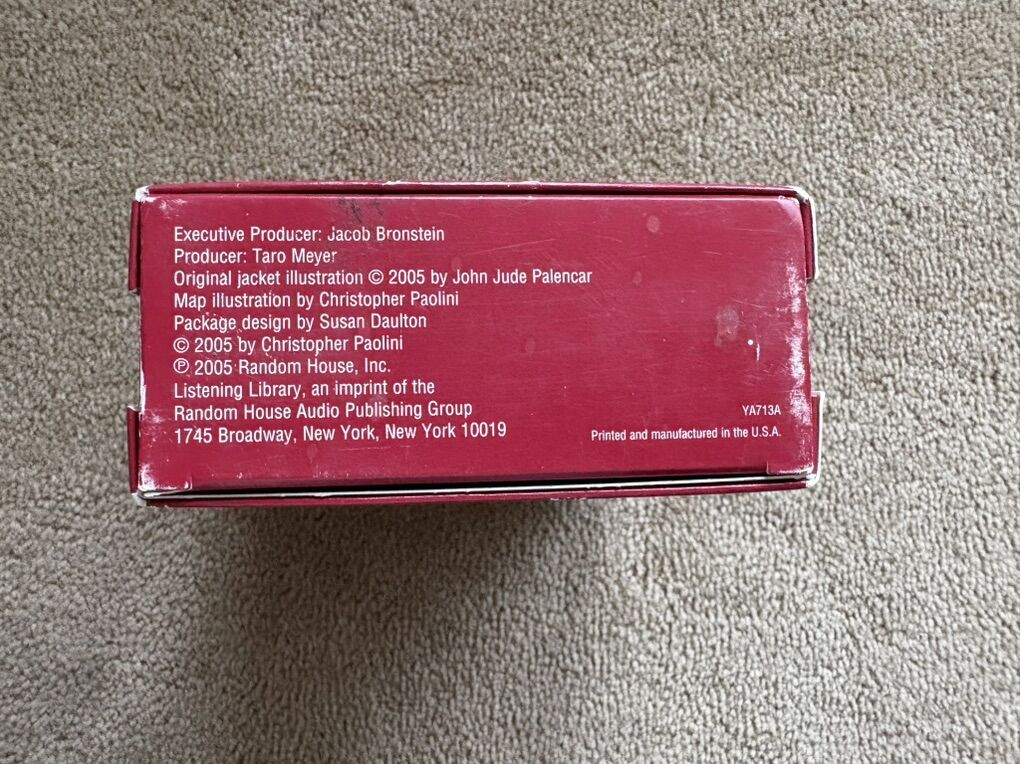 Executive Producer: Jacob Bronstein
Producer: Taro Meyer
Original jacket illustration © 2005 by John Jude Palencar
Map illustration by Christopher Paolini
Package design by Susan Daulton
© 2005 by Christopher Paolini
℗ 2005 Random House, Inc.
Listening Library, an imprint of the
Random House Audio Publishing Group
1745 Broadway, New York, New York 10019
YA713A
Printed and manufactured in the U.S.A.